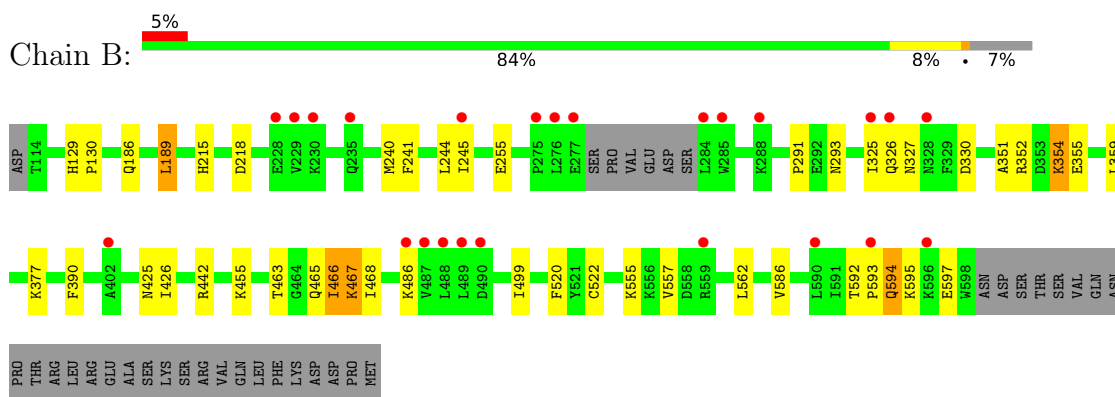 5%
Chain B:
84% 8% • 7%
ASP T114 H129 P130 Q186 L189 H215 D218 E228 V229 K230 Q235 M240 F241 L244 I245 E255 P275 L276 E277 SER PRO VAL GLU ASP SER L284 W285 K288 P291 E292 N293 I325 Q326 N327 N328 F329 D330 A351 R352 D353 K354 E355 L359
K377 F390 A402 N425 I426 R442 K455 T463 G464 Q465 I466 K467 I468 K486 V487 L488 L489 D490 I499 F520 Y521 C522 K555 K556 V557 D558 R559 L562 V586 L590 I591 T592 P593 Q594 K595 K596 E597 W598 ASN ASP SER THR SER VAL GLN ASN
PRO THR ARG LEU ARG GLU ALA SER LYS SER ARG VAL GLN LEU PHE LYS ASP ASP PRO MET